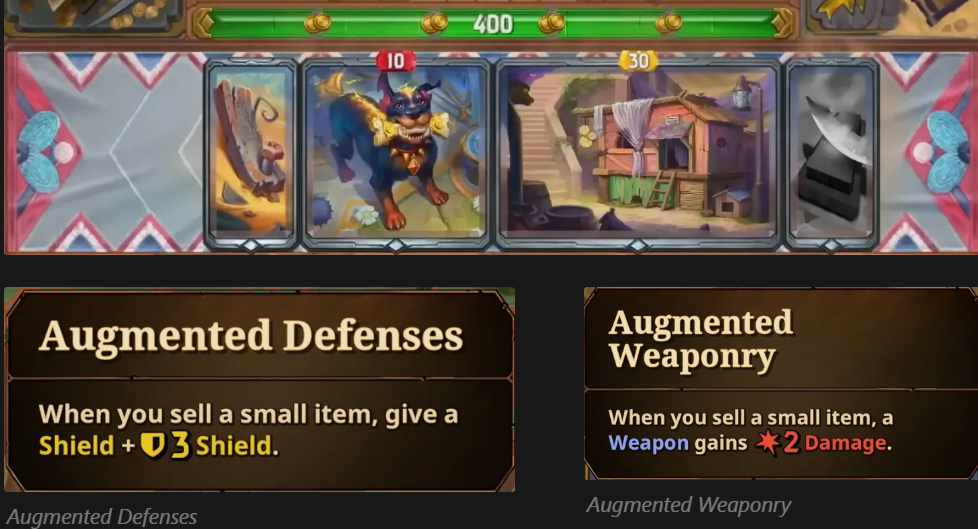 400
10
30
Augmented Defenses
When you sell a small item, give a
Shield + 3 Shield.
Augmented Defenses
Augmented
Weaponry
When you sell a small item, a
Weapon gains 2 Damage.
Augmented Weaponry